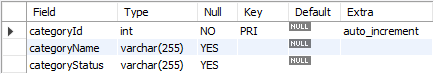 Field Type Null Key Default Extra
categoryId int NO PRI NULL auto_increment
categoryName varchar(255) YES NULL
categoryStatus varchar(255) YES NULL